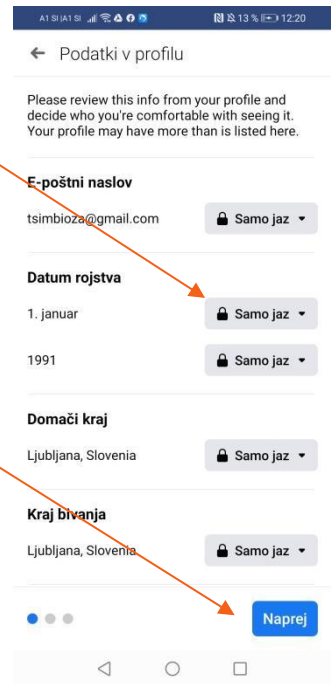 A1 SI |A1 SI 13 % 12:20
Podatki v profilu
Please review this info from your profile and
decide who you're comfortable with seeing it.
Your profile may have more than is listed here.
E-poštni naslov
tsimbioza@gmail.com Samo jaz
Datum rojstva
1. januar Samo jaz
1991 Samo jaz
Domači kraj
Ljubljana, Slovenia Samo jaz
Kraj bivanja
Ljubljana, Slovenia Samo jaz
Naprej